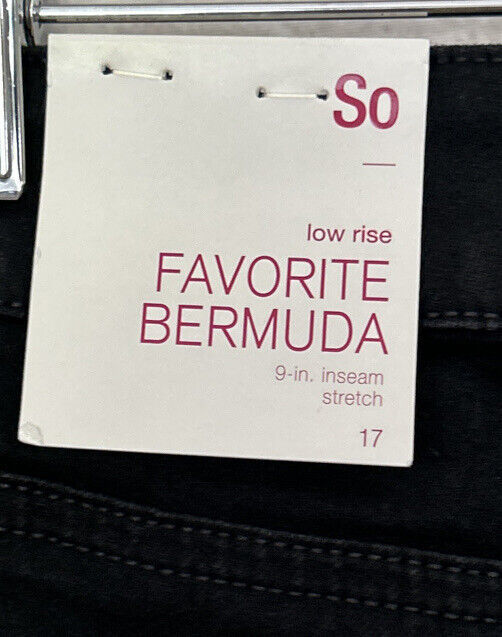 So
low rise
FAVORITE
BERMUDA
9-in. inseam
stretch
17